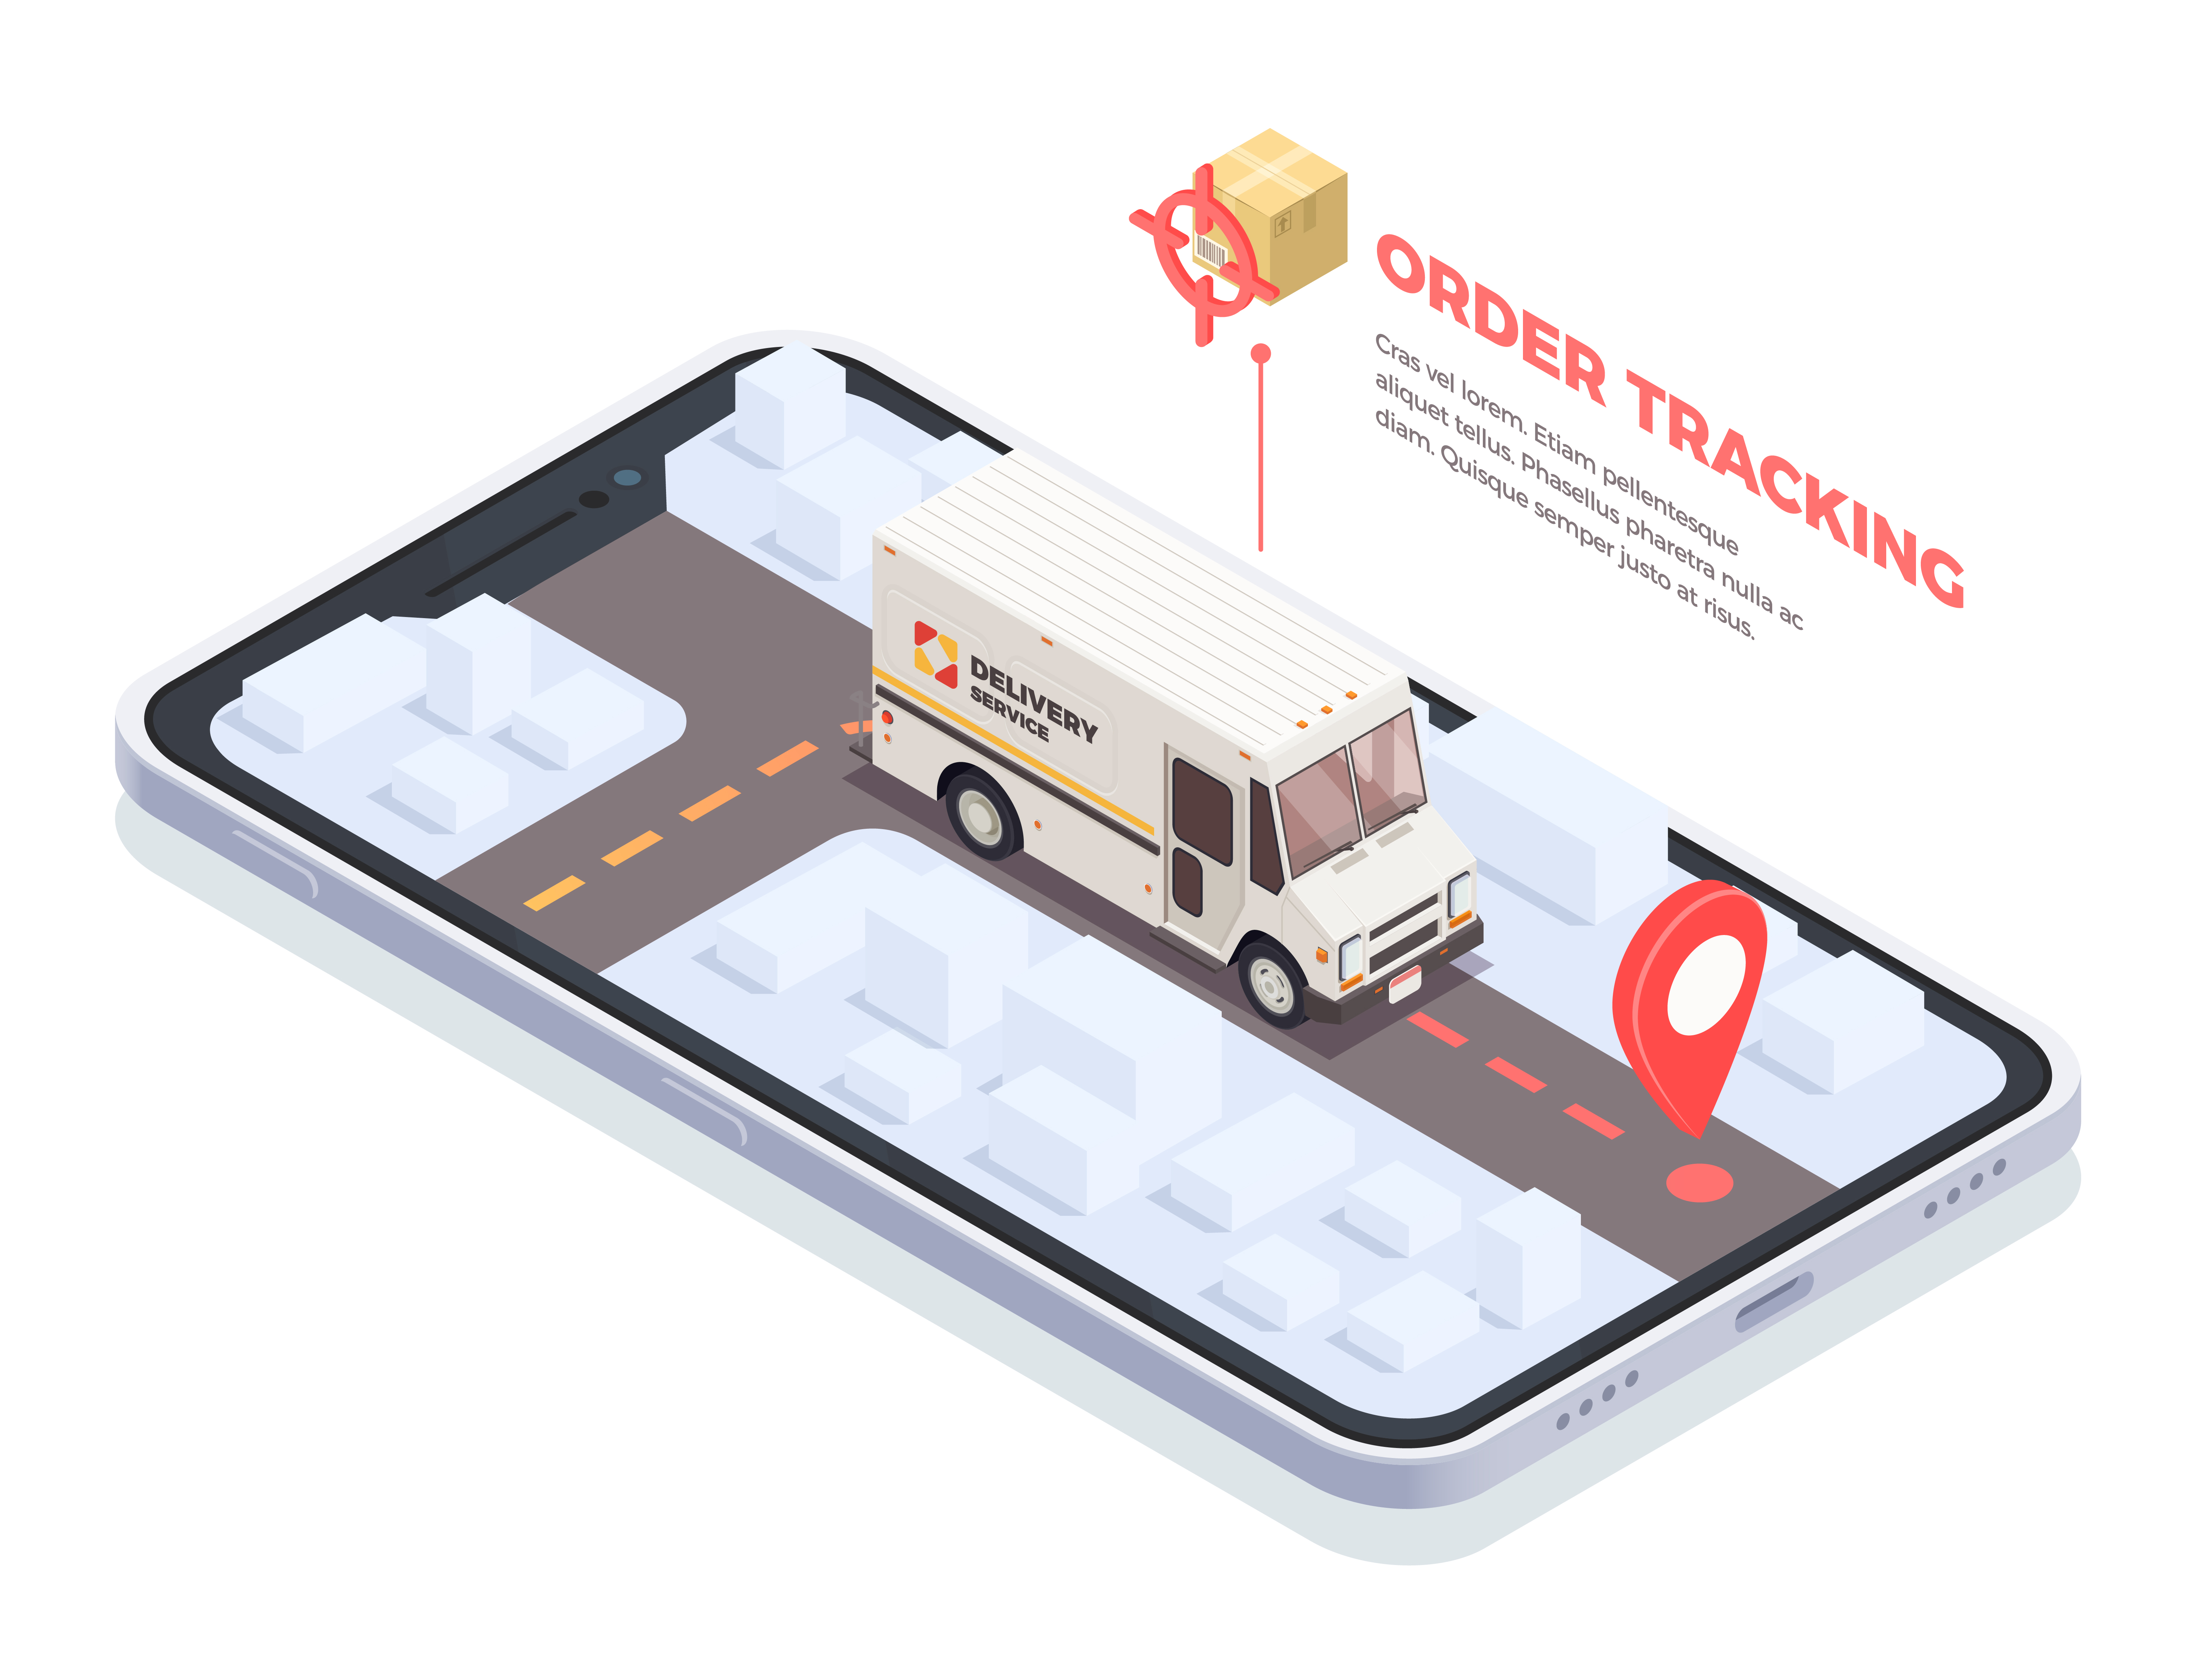 ORDER TRACKING
Cras vel lorem. Etiam pellentesque
aliquet tellus. Phasellus pharetra nulla ac
diam. Quisque semper justo at risus.
DELIVERY
SERVICE